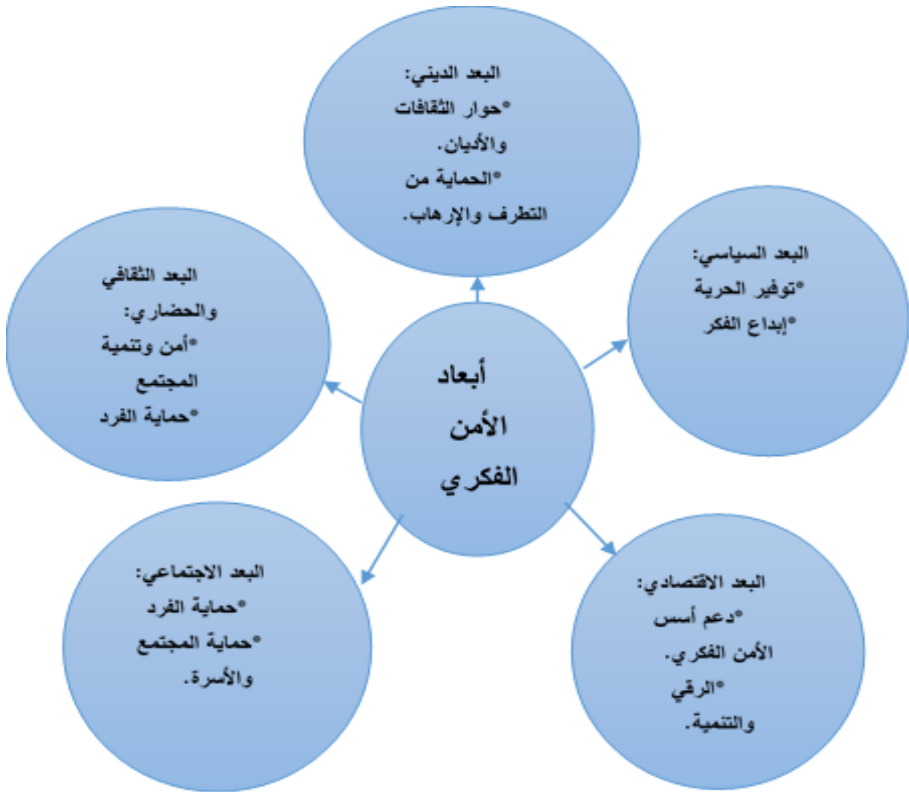 البعد الديني:
*حوار الثقافات
والأديان.
*الحماية من
التطرف والإرهاب.
البعد السياسي:
*توفير الحرية
*إبداع الفكر
البعد الثقافي
والحضاري:
*أمن وتنمية
المجتمع
*حماية الفرد
أبعاد
الأمن
الفكري
البعد الاجتماعي:
*حماية الفرد
*حماية المجتمع
والأسرة.
البعد الاقتصادي:
*دعم أسس
الأمن الفكري.
*الرقي
والتنمية.